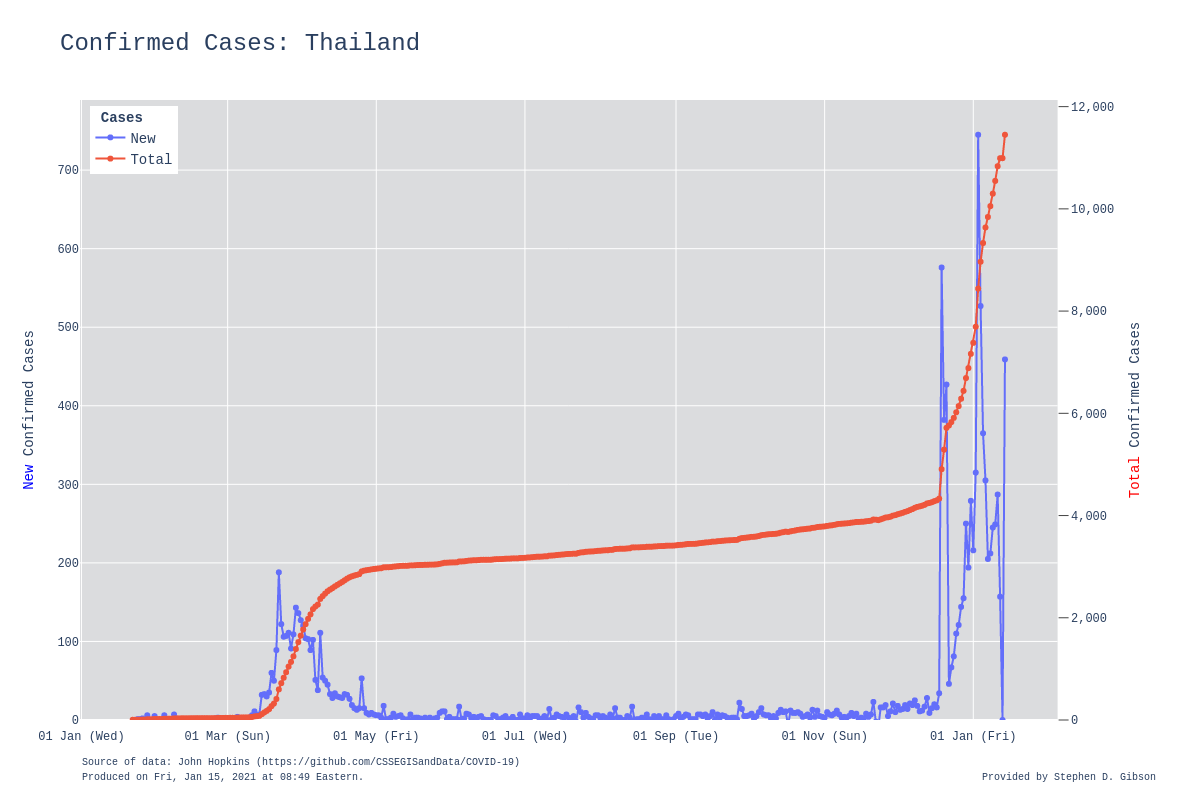 Confirmed Cases: Thailand
Cases
New
Total
700
600
500
400
300
200
100
0
New Confirmed Cases
12,000
10,000
8,000
6,000
4,000
2,000
0
Total Confirmed Cases
01 Jan (Wed) 01 Mar (Sun) 01 May (Fri) 01 Jul (Wed) 01 Sep (Tue) 01 Nov (Sun) 01 Jan (Fri)
Source of data: John Hopkins (https://github.com/CSSEGISandData/COVID-19)
Produced on Fri, Jan 15, 2021 at 08:49 Eastern.
Provided by Stephen D. Gibson